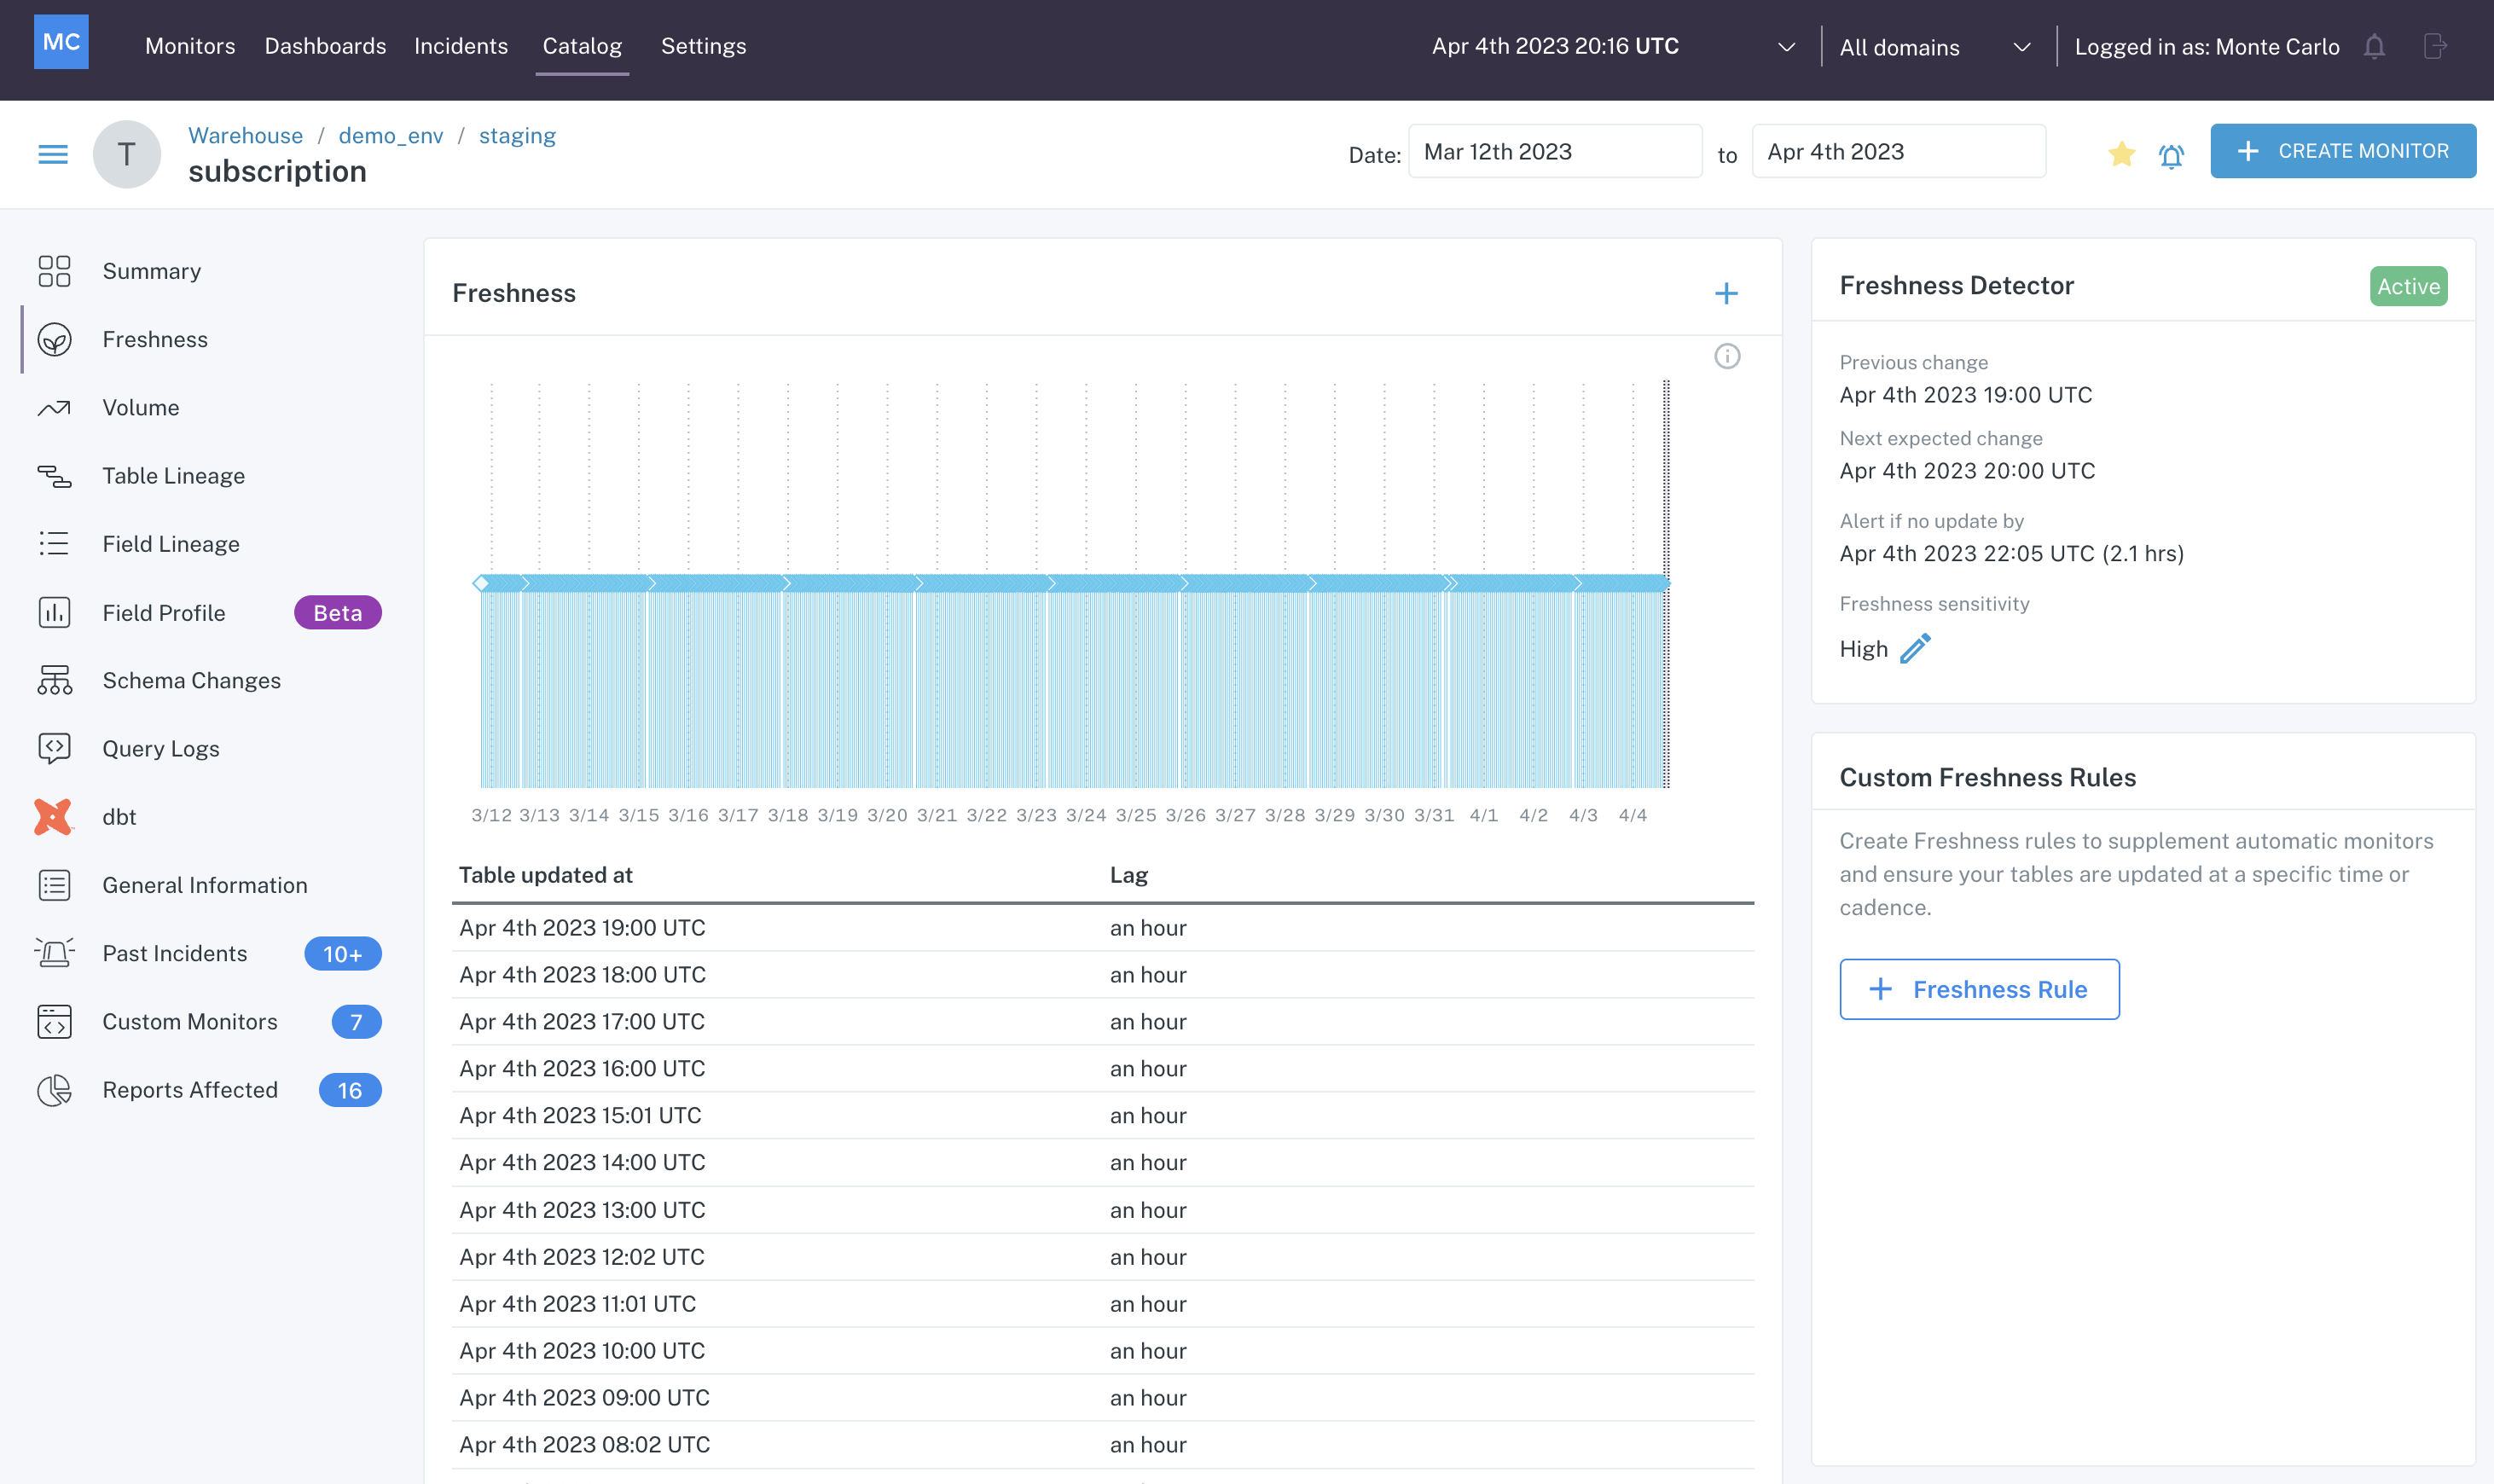 MC
Monitors Dashboards Incidents Catalog Settings
Apr 4th 2023 20:16 UTC
All domains
Logged in as: Monte Carlo
T
Warehouse / demo_env / staging
subscription
Date: Mar 12th 2023 to Apr 4th 2023
+ CREATE MONITOR
Summary
Freshness
Volume
Table Lineage
Field Lineage
Field Profile Beta
Schema Changes
Query Logs
dbt
General Information
Past Incidents 10+
Custom Monitors 7
Reports Affected 16
Freshness +
3/12 3/13 3/14 3/15 3/16 3/17 3/18 3/19 3/20 3/21 3/22 3/23 3/24 3/25 3/26 3/27 3/28 3/29 3/30 3/31 4/1 4/2 4/3 4/4
Table updated at Lag
Apr 4th 2023 19:00 UTC an hour
Apr 4th 2023 18:00 UTC an hour
Apr 4th 2023 17:00 UTC an hour
Apr 4th 2023 16:00 UTC an hour
Apr 4th 2023 15:01 UTC an hour
Apr 4th 2023 14:00 UTC an hour
Apr 4th 2023 13:00 UTC an hour
Apr 4th 2023 12:02 UTC an hour
Apr 4th 2023 11:01 UTC an hour
Apr 4th 2023 10:00 UTC an hour
Apr 4th 2023 09:00 UTC an hour
Apr 4th 2023 08:02 UTC an hour
Freshness Detector Active
Previous change
Apr 4th 2023 19:00 UTC
Next expected change
Apr 4th 2023 20:00 UTC
Alert if no update by
Apr 4th 2023 22:05 UTC (2.1 hrs)
Freshness sensitivity
High
Custom Freshness Rules
Create Freshness rules to supplement automatic monitors
and ensure your tables are updated at a specific time or
cadence.
+ Freshness Rule